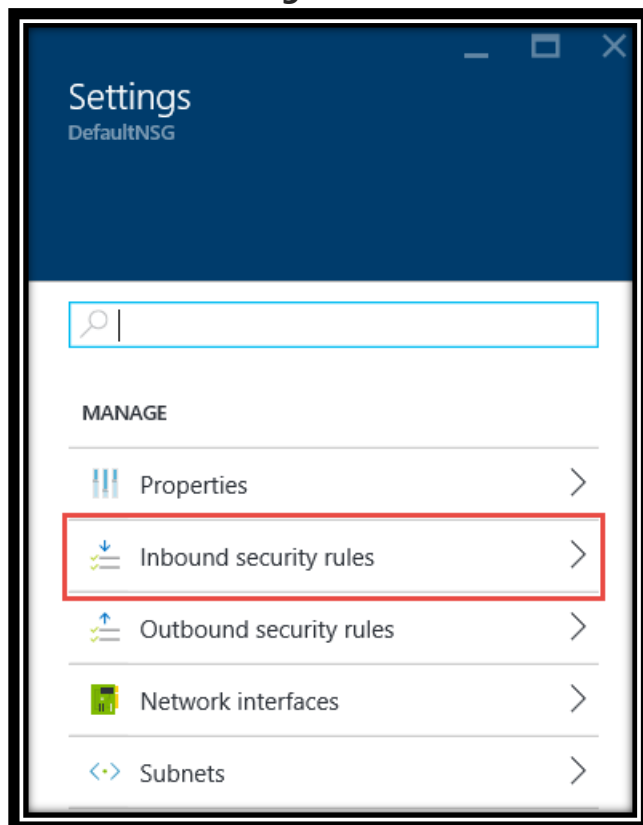 Settings
DefaultNSG
MANAGE
Properties
Inbound security rules
Outbound security rules
Network interfaces
Subnets